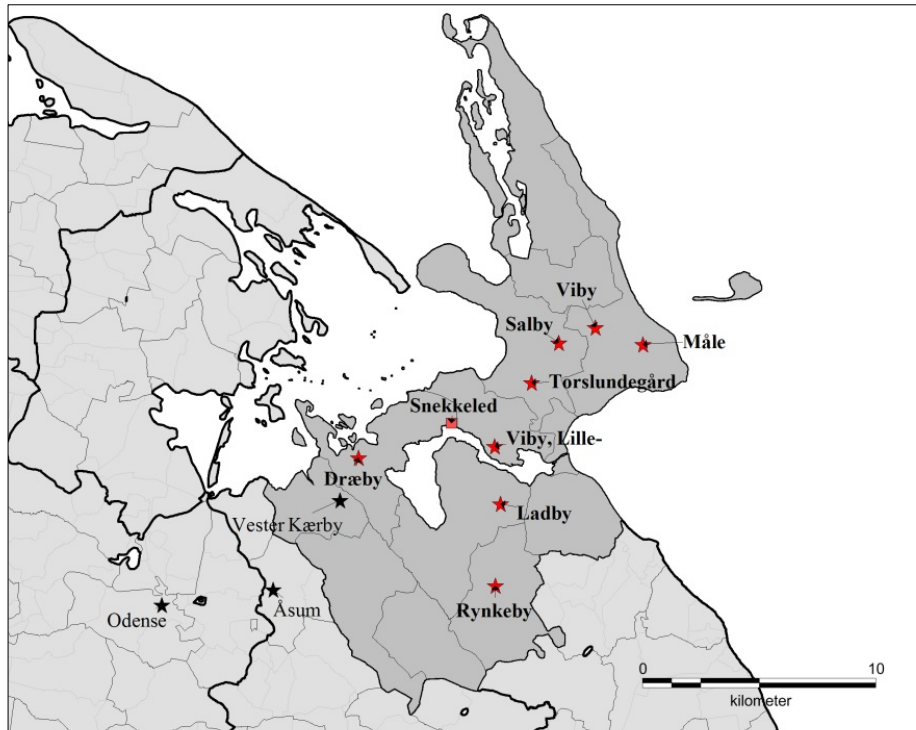 Viby
Salby
Måle
Torslundegård
Snekkeled
Viby, Lille-
Dræby
Vester Kærby
Ladby
Åsum
Rynkeby
Odense
0 10
kilometer